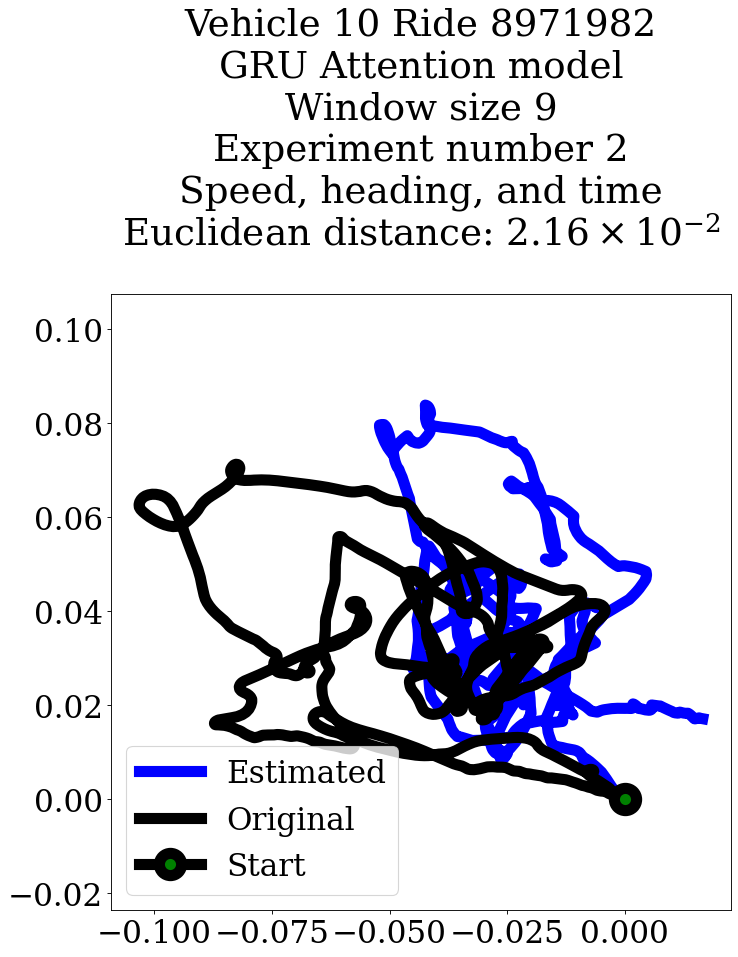 Vehicle 10 Ride 8971982
GRU Attention model
Window size 9
Experiment number 2
Speed, heading, and time
Euclidean distance: 2.16 × 10⁻²
0.10
0.08
0.06
0.04
0.02
0.00
−0.02
Estimated
Original
Start
−0.100 −0.075 −0.050 −0.025 0.000